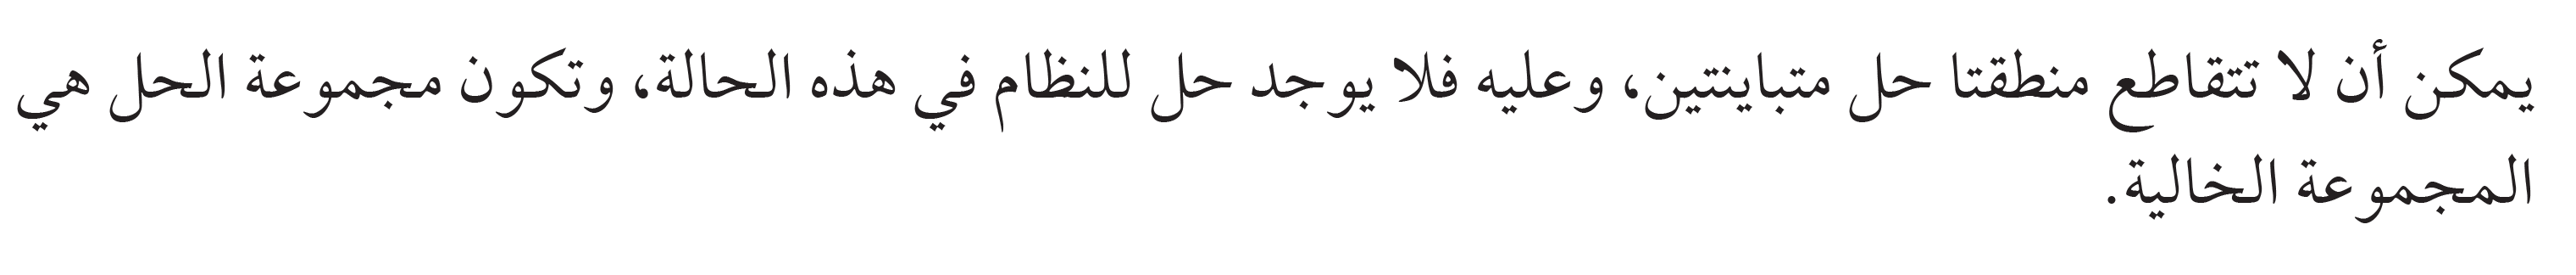 يمكن أن لا تتقاطع منطقتا حل متباينتين، وعليه فلا يوجد حل للنظام في هذه الحالة، وتكون مجموعة الحل هي
المجموعة الخالية.